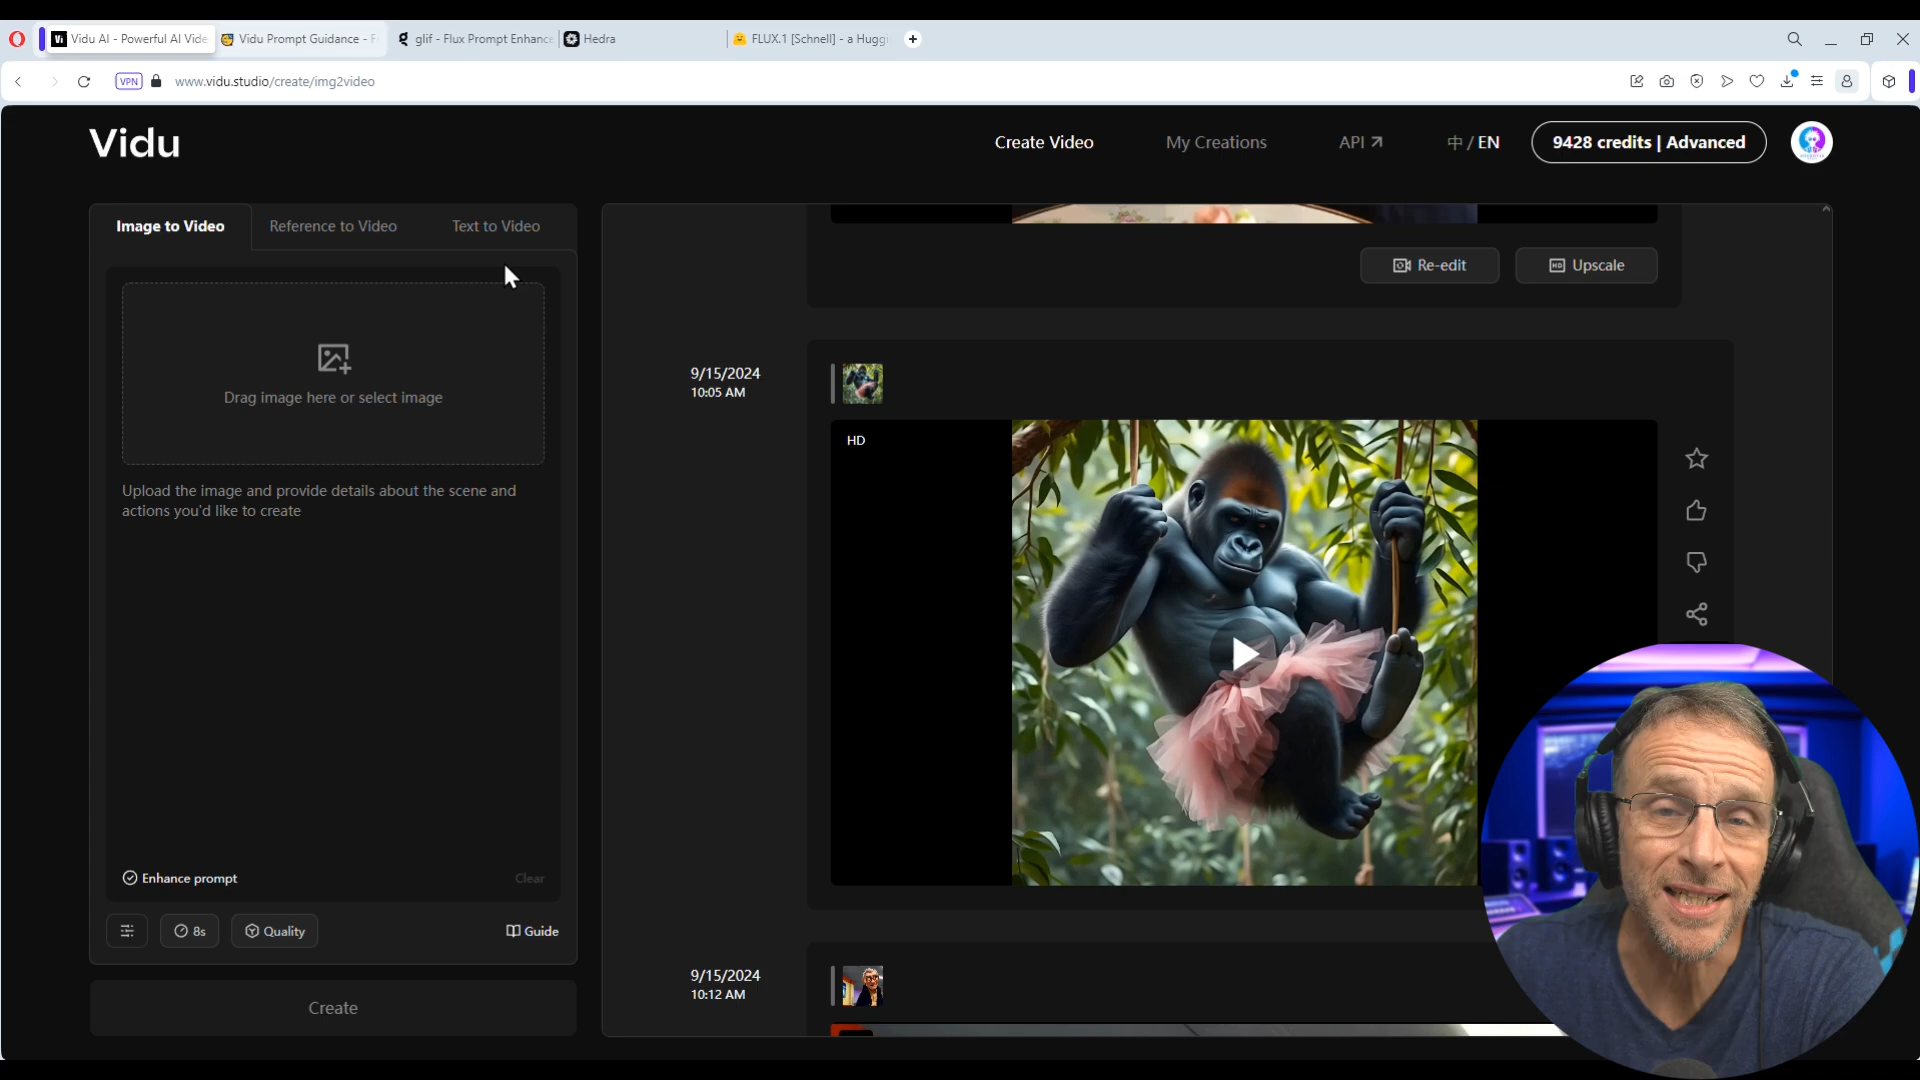 Vidu AI - Powerful AI Vide
Vidu Prompt Guidance - F
glif - Flux Prompt Enhance
Hedra
FLUX.1 [Schnell] - a Huggi
VPN
www.vidu.studio/create/img2video
Vidu
Create Video
My Creations
API
中 / EN
9428 credits | Advanced
Image to Video
Reference to Video
Text to Video
Re-edit
Upscale
Drag image here or select image
Upload the image and provide details about the scene and
actions you'd like to create
9/15/2024
10:05 AM
HD
Enhance prompt
Clear
8s
Quality
Guide
Create
9/15/2024
10:12 AM